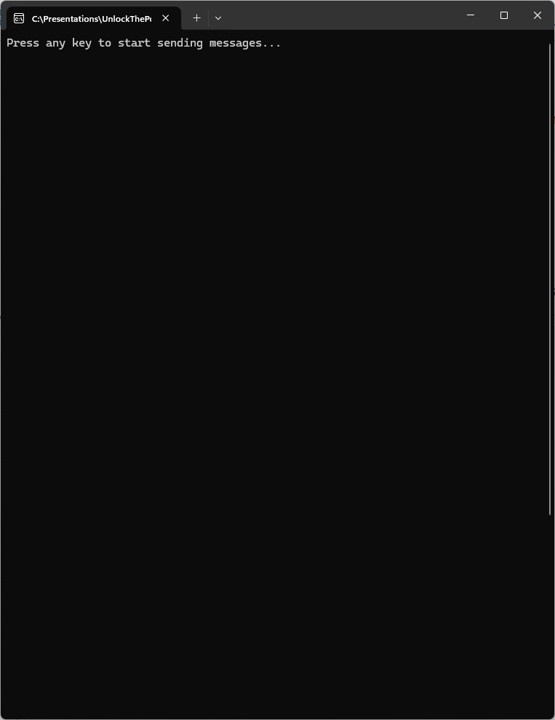 C:\Presentations\UnlockThePo
Press any key to start sending messages...